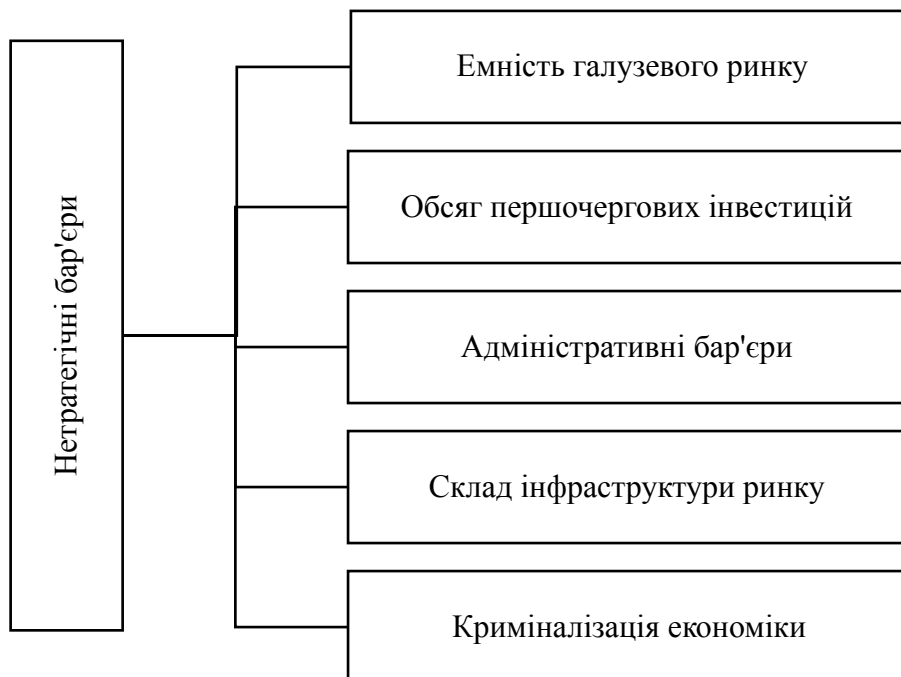 Нетратегічні бар'єри
Емність галузевого ринку
Обсяг першочергових інвестицій
Адміністративні бар'єри
Склад інфраструктури ринку
Криміналізація економіки